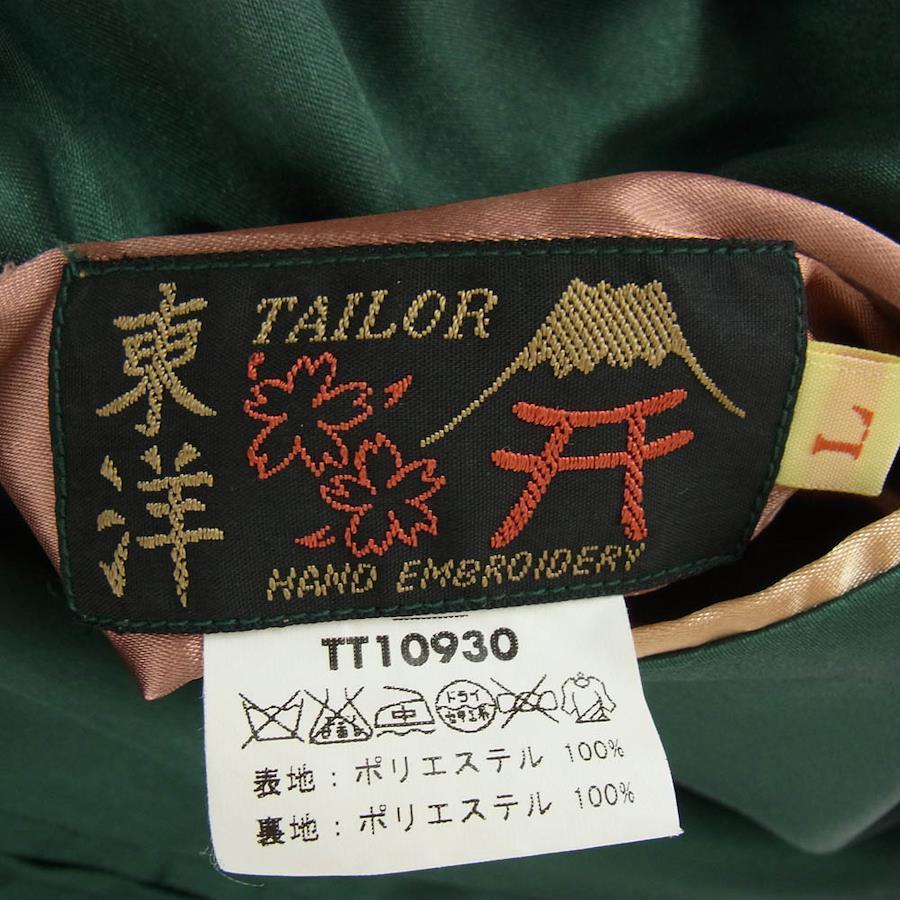 東洋
TAILOR
HAND EMBROIDERY
L
TT10930
中
ドライ
表地：ポリエステル 100%
裏地：ポリエステル 100%